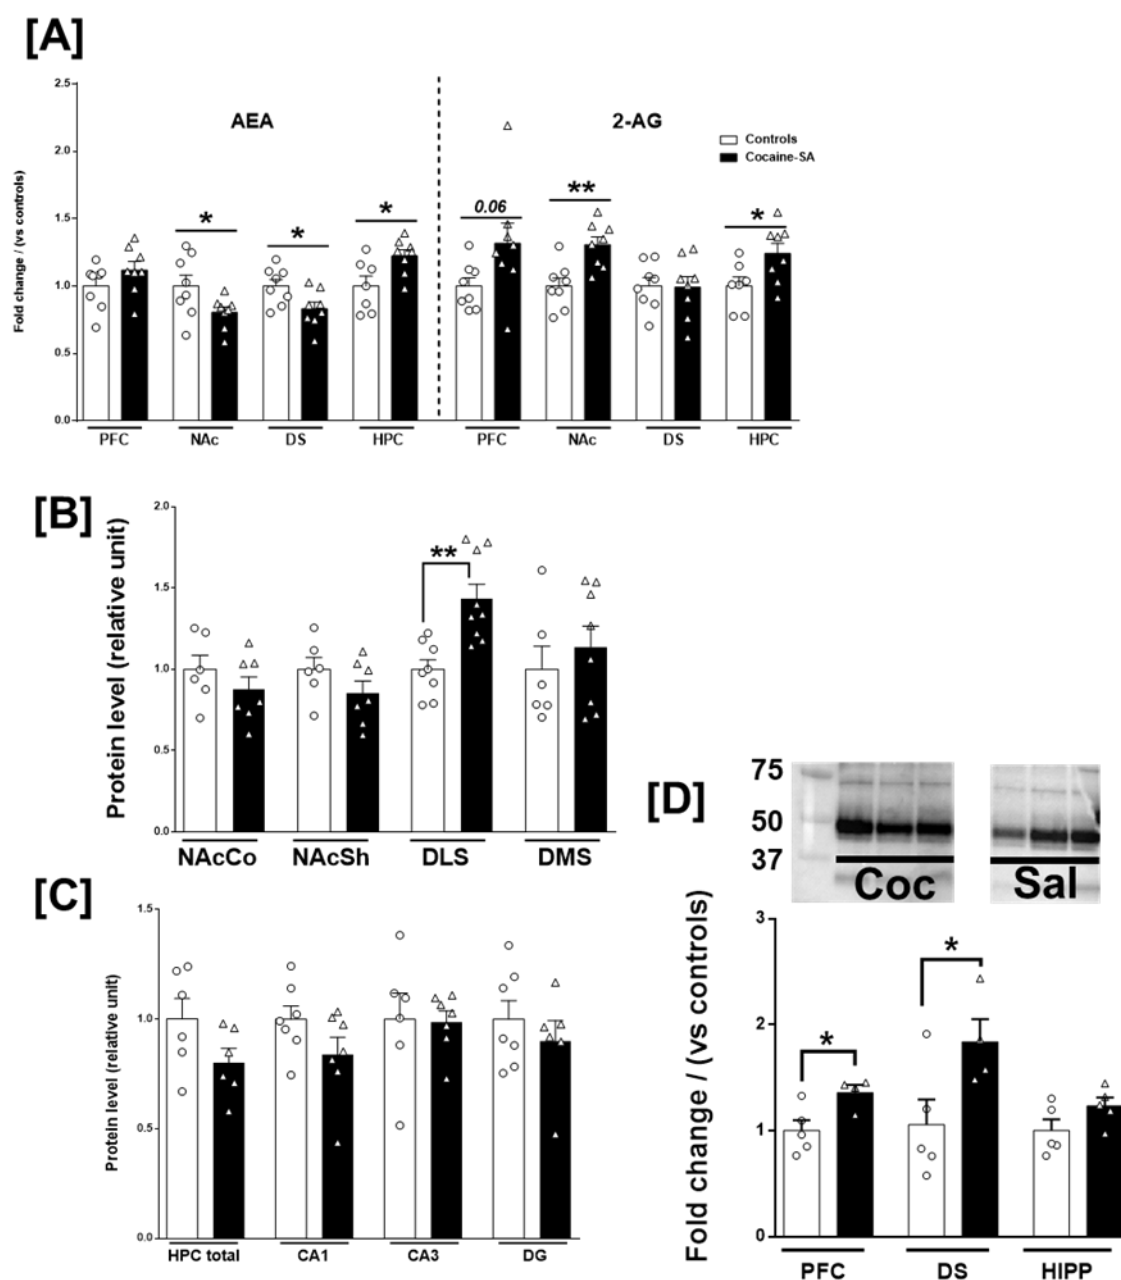 [A]
2.5
2.0
1.5
1.0
0.5
0.0
Fold change / (vs controls)
AEA
2-AG
Controls
Cocaine-SA
*
*
*
0.06
**
*
PFC NAc DS HPC PFC NAc DS HPC
[B]
Protein level (relative unit)
2.0
1.5
1.0
0.5
0.0
**
NAcCo NAcSh DLS DMS
[C]
Protein level (relative unit)
1.5
1.0
0.5
0.0
HPC total CA1 CA3 DG
[D]
75
50
37
Coc Sal
Fold change / (vs controls)
3
2
1
0
*
*
PFC DS HIPP